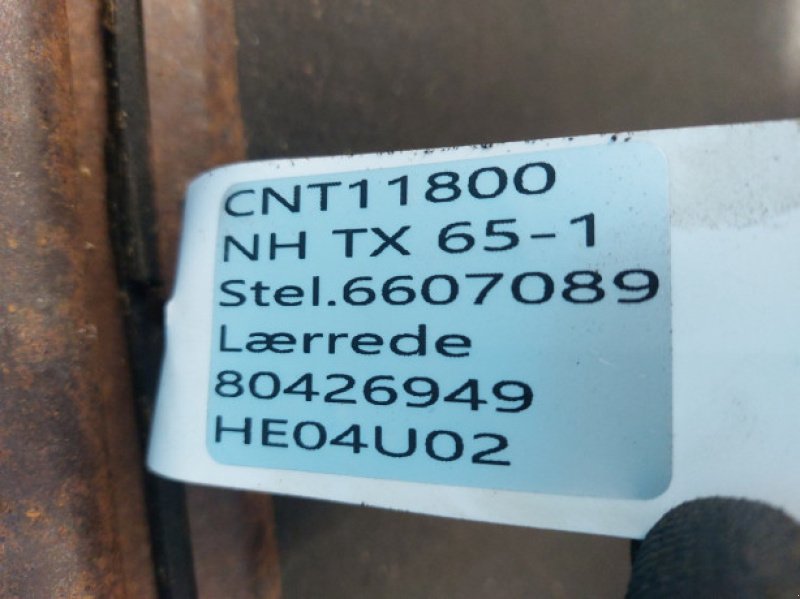 CNT11800
NH TX 65-1
Stel.6607089
Lærrede
80426949
HE04U02